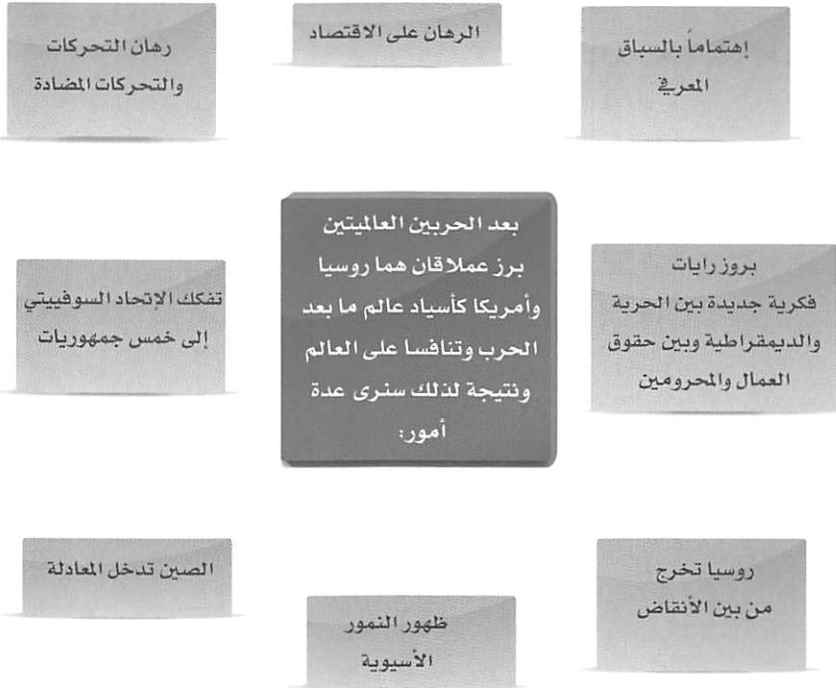 إهتماماً بالسباق
المعرفي
الرهان على الاقتصاد
رهان التحركات
والتحركات المضادة
بروز رايات
فكرية جديدة بين الحرية
والديمقراطية وبين حقوق
العمال والمحرومين
بعد الحربين العالميتين
برز عملاقان هما روسيا
وأمريكا كأسياد عالم ما بعد
الحرب وتنافسا على العالم
ونتيجة لذلك سنرى عدة
أمور:
تفكك الإتحاد السوفييتي
إلى خمس جمهوريات
روسيا تخرج
من بين الأنقاض
ظهور النمور
الأسيوية
الصين تدخل المعادلة